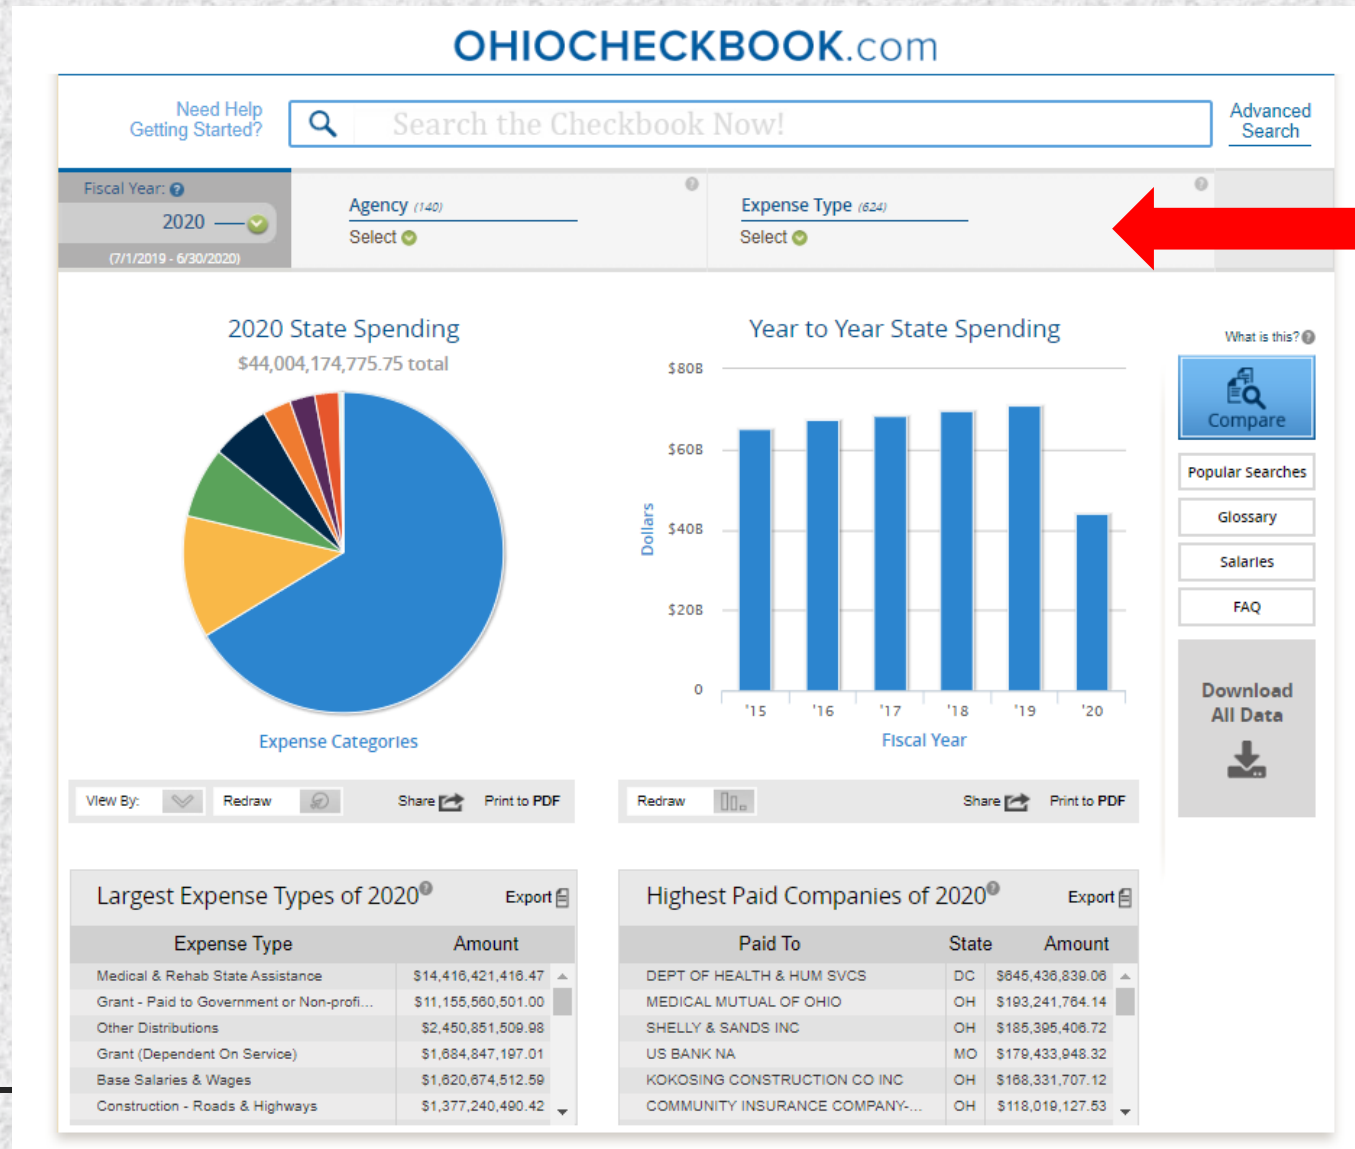 OHIOCHECKBOOK.com
Need Help
Getting Started?
Search the Checkbook Now!
Advanced
Search
Fiscal Year:
2020
(7/1/2019 - 6/30/2020)
Agency (140)
Select
Expense Type (624)
Select
2020 State Spending
$44,004,174,775.75 total
Expense Categories
Year to Year State Spending
$80B
$60B
$40B
$20B
0
Dollars
'15 '16 '17 '18 '19 '20
Fiscal Year
What is this?
Compare
Popular Searches
Glossary
Salaries
FAQ
Download
All Data
View By: Redraw Share Print to PDF
Redraw Share Print to PDF
Largest Expense Types of 2020 Export
Expense Type Amount
Medical & Rehab State Assistance $14,416,421,416.47
Grant - Paid to Government or Non-profi... $11,155,560,501.00
Other Distributions $2,450,851,509.98
Grant (Dependent On Service) $1,684,847,197.01
Base Salaries & Wages $1,620,674,512.59
Construction - Roads & Highways $1,377,240,490.42
Highest Paid Companies of 2020 Export
Paid To State Amount
DEPT OF HEALTH & HUM SVCS DC $645,436,839.06
MEDICAL MUTUAL OF OHIO OH $193,241,764.14
SHELLY & SANDS INC OH $185,395,406.72
US BANK NA MO $179,433,948.32
KOKOSING CONSTRUCTION CO INC OH $168,331,707.12
COMMUNITY INSURANCE COMPANY-... OH $118,019,127.53